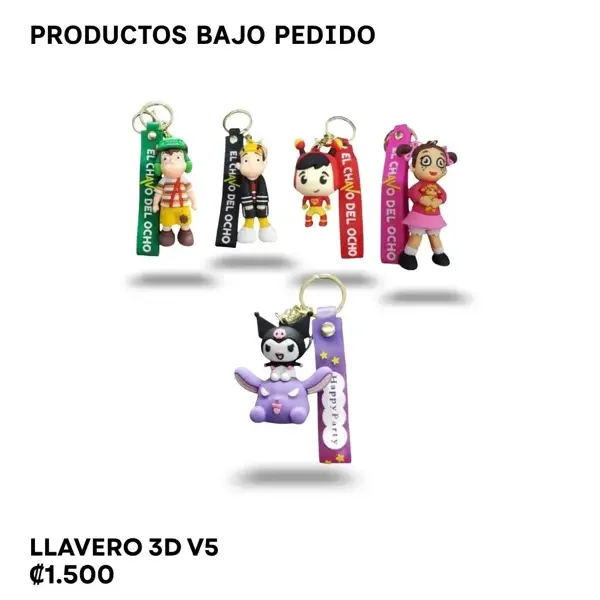 PRODUCTOS BAJO PEDIDO
EL CHAVO DEL OCHO
EL CHAVO DEL OCHO
EL CHAVO DEL OCHO
EL CHAVO DEL OCHO
Happy Party
LLAVERO 3D V5
₡1.500